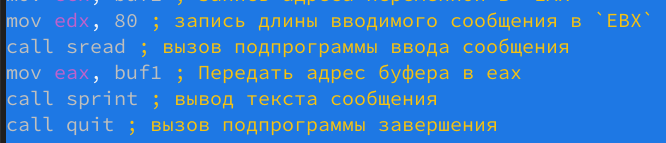 mov edx, 80 ; запись длины вводимого сообщения в `EBX`
call sread ; вызов подпрограммы ввода сообщения
mov eax, buf1 ; Передать адрес буфера в eax
call sprint ; вывод текста сообщения
call quit ; вызов подпрограммы завершения